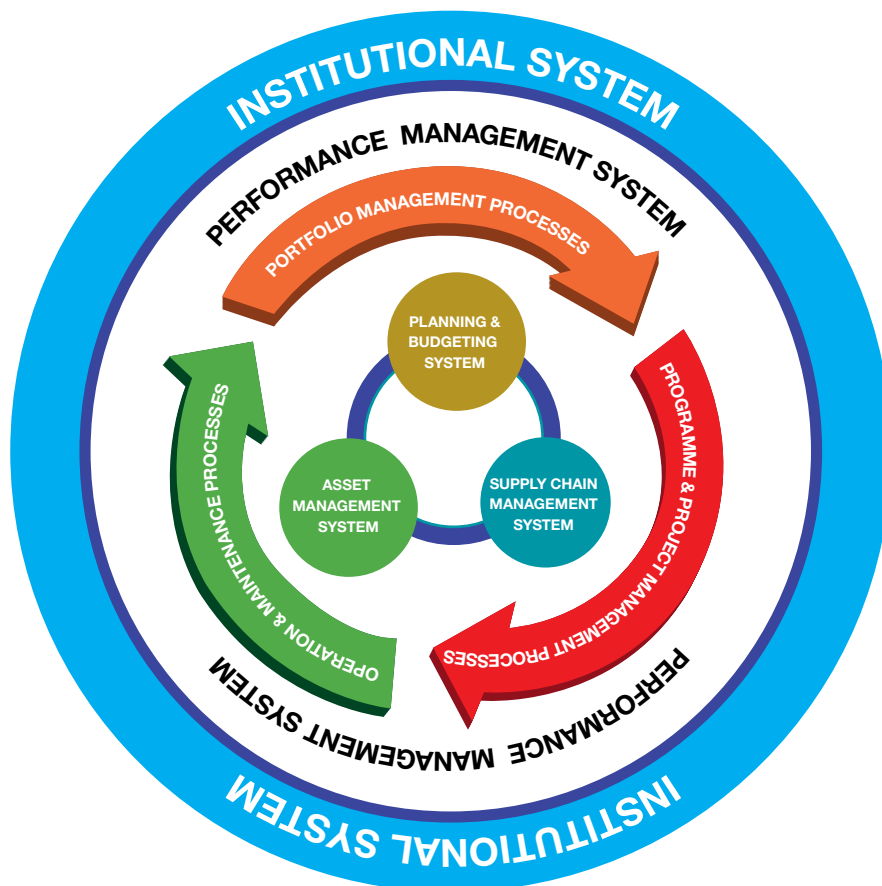 INSTITUTIONAL SYSTEM
PERFORMANCE MANAGEMENT SYSTEM
PORTFOLIO MANAGEMENT PROCESSES
PLANNING &
BUDGETING
SYSTEM
PROGRAMME & PROJECT MANAGEMENT PROCESSES
ASSET
MANAGEMENT
SYSTEM
SUPPLY CHAIN
MANAGEMENT
SYSTEM
OPERATION & MAINTENANCE PROCESSES
PERFORMANCE MANAGEMENT SYSTEM
INSTITUTIONAL SYSTEM